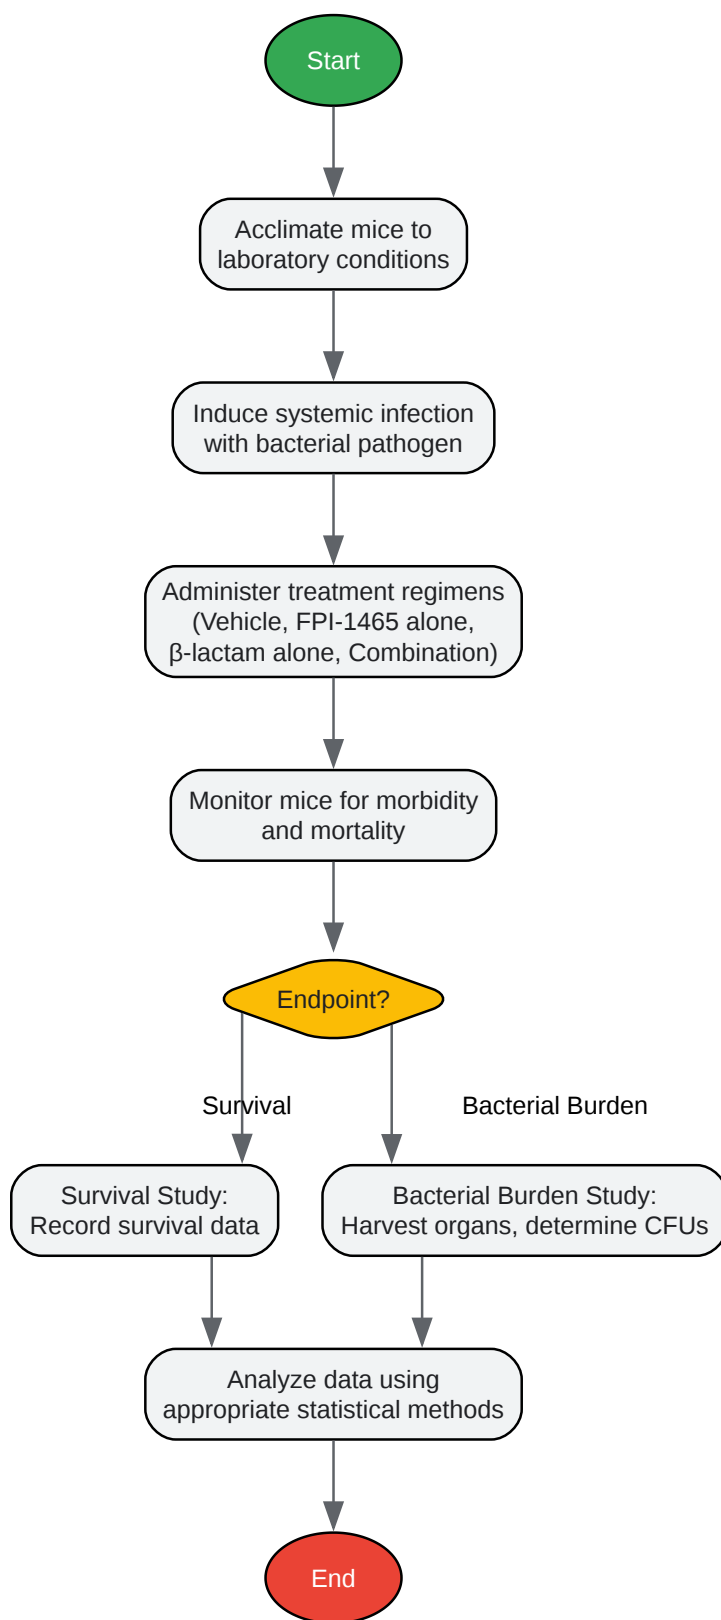 Start
Acclimate mice to
laboratory conditions
Induce systemic infection
with bacterial pathogen
Administer treatment regimens
(Vehicle, FPI-1465 alone,
β-lactam alone, Combination)
Monitor mice for morbidity
and mortality
Endpoint?
Survival
Bacterial Burden
Survival Study:
Record survival data
Bacterial Burden Study:
Harvest organs, determine CFUs
Analyze data using
appropriate statistical methods
End